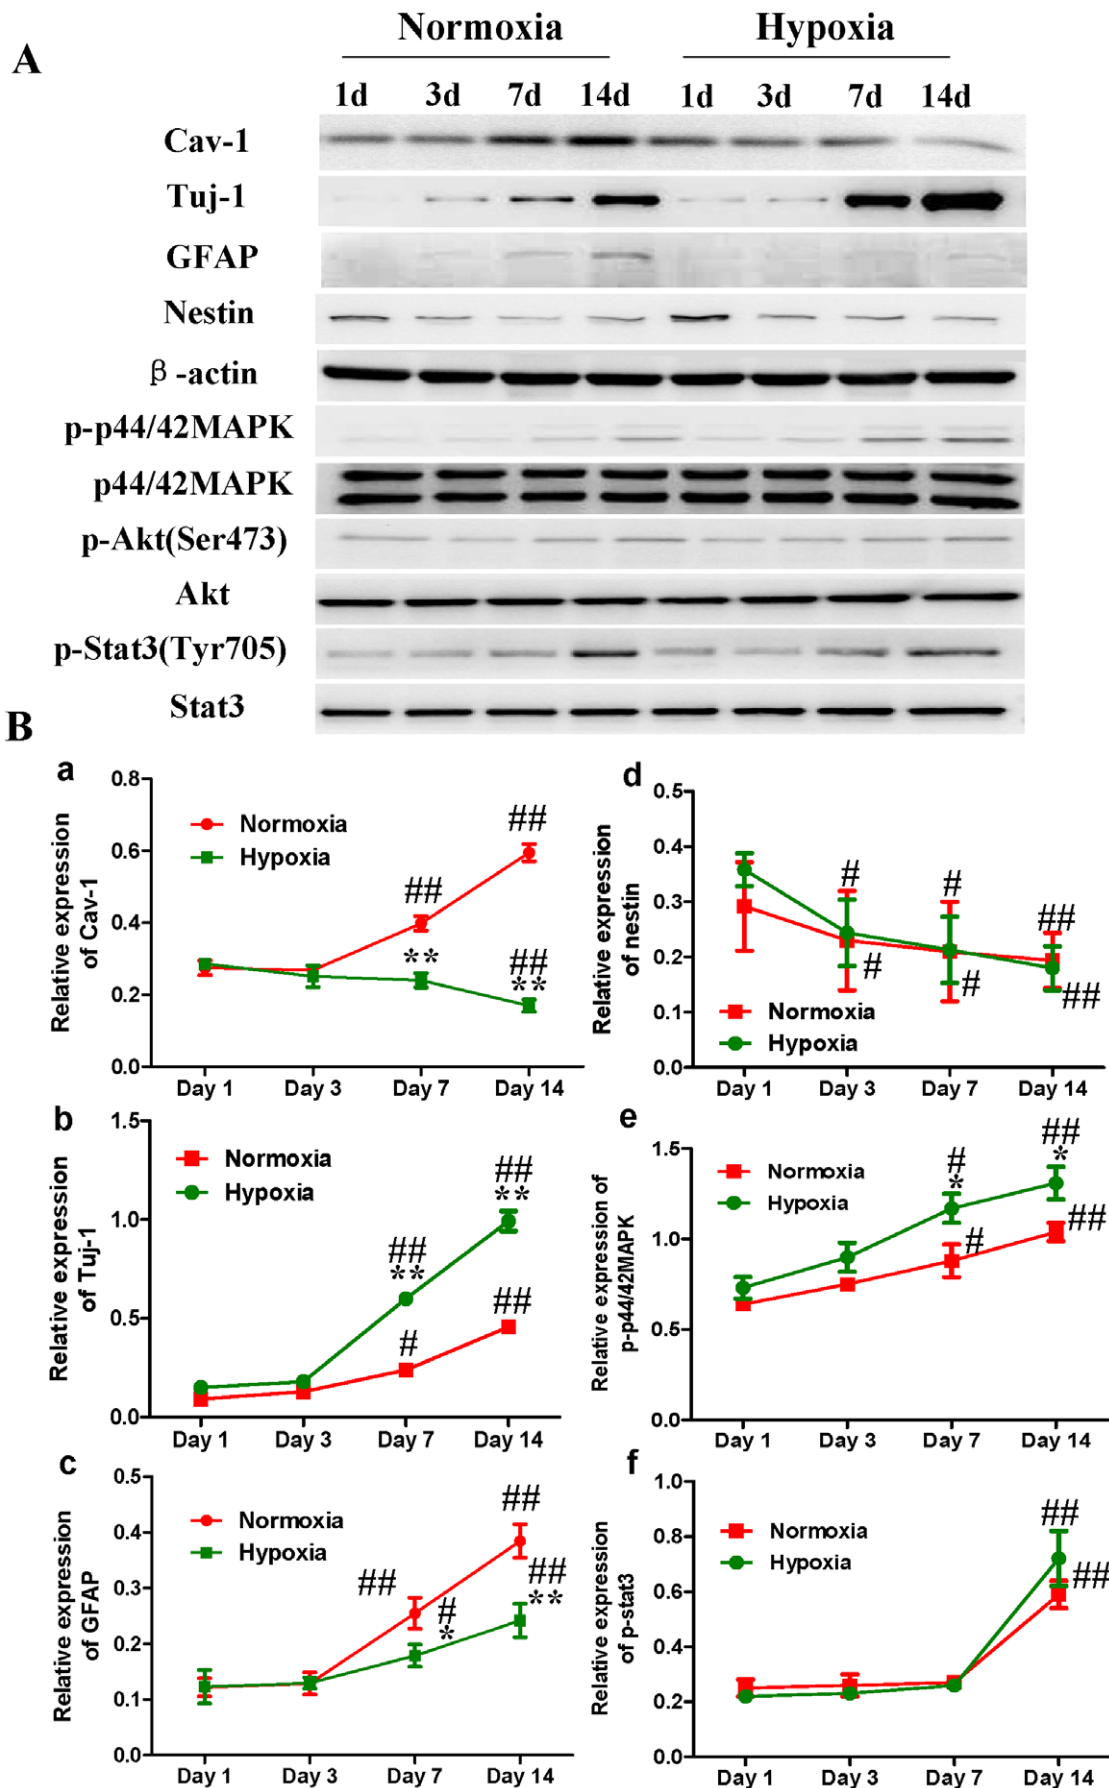 A
Normoxia Hypoxia
1d 3d 7d 14d 1d 3d 7d 14d
Cav-1
Tuj-1
GFAP
Nestin
β-actin
p-p44/42MAPK
p44/42MAPK
p-Akt(Ser473)
Akt
p-Stat3(Tyr705)
Stat3
B
a
Relative expression
of Cav-1
0.8
0.6
0.4
0.2
0.0
Normoxia
Hypoxia
##
##
**
##
**
Day 1 Day 3 Day 7 Day 14
d
Relative expression
of nestin
0.5
0.4
0.3
0.2
0.1
0.0
# # ##
# # ##
Normoxia
Hypoxia
Day 1 Day 3 Day 7 Day 14
b
Relative expression
of Tuj-1
1.5
1.0
0.5
0.0
Normoxia
Hypoxia
##
**
##
**
#
##
Day 1 Day 3 Day 7 Day 14
e
Relative expression of
p-p44/42MAPK
1.5
1.0
0.5
0.0
Normoxia
Hypoxia
#
*
##
*
#
##
Day 1 Day 3 Day 7 Day 14
c
Relative expression
of GFAP
0.5
0.4
0.3
0.2
0.1
0.0
Normoxia
Hypoxia
##
##
#
*
##
**
Day 1 Day 3 Day 7 Day 14
f
Relative expression
of p-stat3
1.0
0.8
0.6
0.4
0.2
0.0
Normoxia
Hypoxia
##
##
Day 1 Day 3 Day 7 Day 14